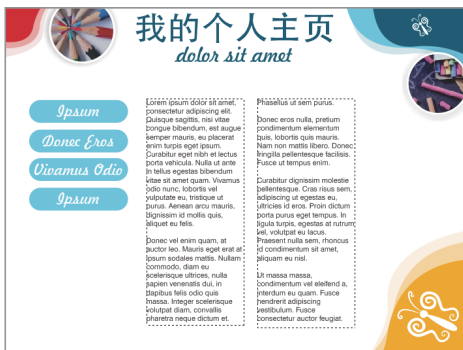 我的个人主页
dolor sit amet
Ipsum
Donec Eros
Vivamus Odio
Ipsum
Lorem ipsum dolor sit amet,
consectetur adipiscing elit.
Quisque sagittis, nisi vitae
congue bibendum, est augue
semper mauris, eu placerat
enim turpis eget ipsum.
Curabitur eget nibh et lectus
porta vehicula. Nulla ut ante
In tellus egestas bibendum
vitae sit amet quam. Vivamus
odio nunc, lobortis vel
vulputate eu, tristique ut
purus. Aenean arcu mauris,
dignissim id mollis quis,
aliquet eu felis.
Donec vel enim quam, at
auctor leo. Mauris eget erat at
Ipsum sodales mattis. Nullam
commodo, diam eu
scelerisque ultrices, nulla
sapien venenatis dui, in
dapibus felis odio quis
massa. Integer scelerisque
volutpat diam, convallis
pharetra neque dictum et.
Phasellus ut sem purus.
Donec eros nulla, pretium
condimentum elementum
quis, lobortis quis mauris.
Nam non mattis libero. Donec
fringilla pellentesque facilisis.
Fusce ut tempus enim.
Curabitur dignissim molestie
pellentesque. Cras risus sem,
adipiscing ut egestas eu,
ultricies id eros. Proin dictum
porta purus eget tempus. In
ligula turpis, egestas at rutrum
vel, volutpat eu lacus.
Praesent nulla sem, rhoncus
id condimentum sit amet,
aliquam eu nisl.
Ut massa massa,
condimentum vel eleifend a,
interdum eu quam. Fusce
hendrerit adipiscing
vestibulum. Fusce
consectetur auctor feugiat.